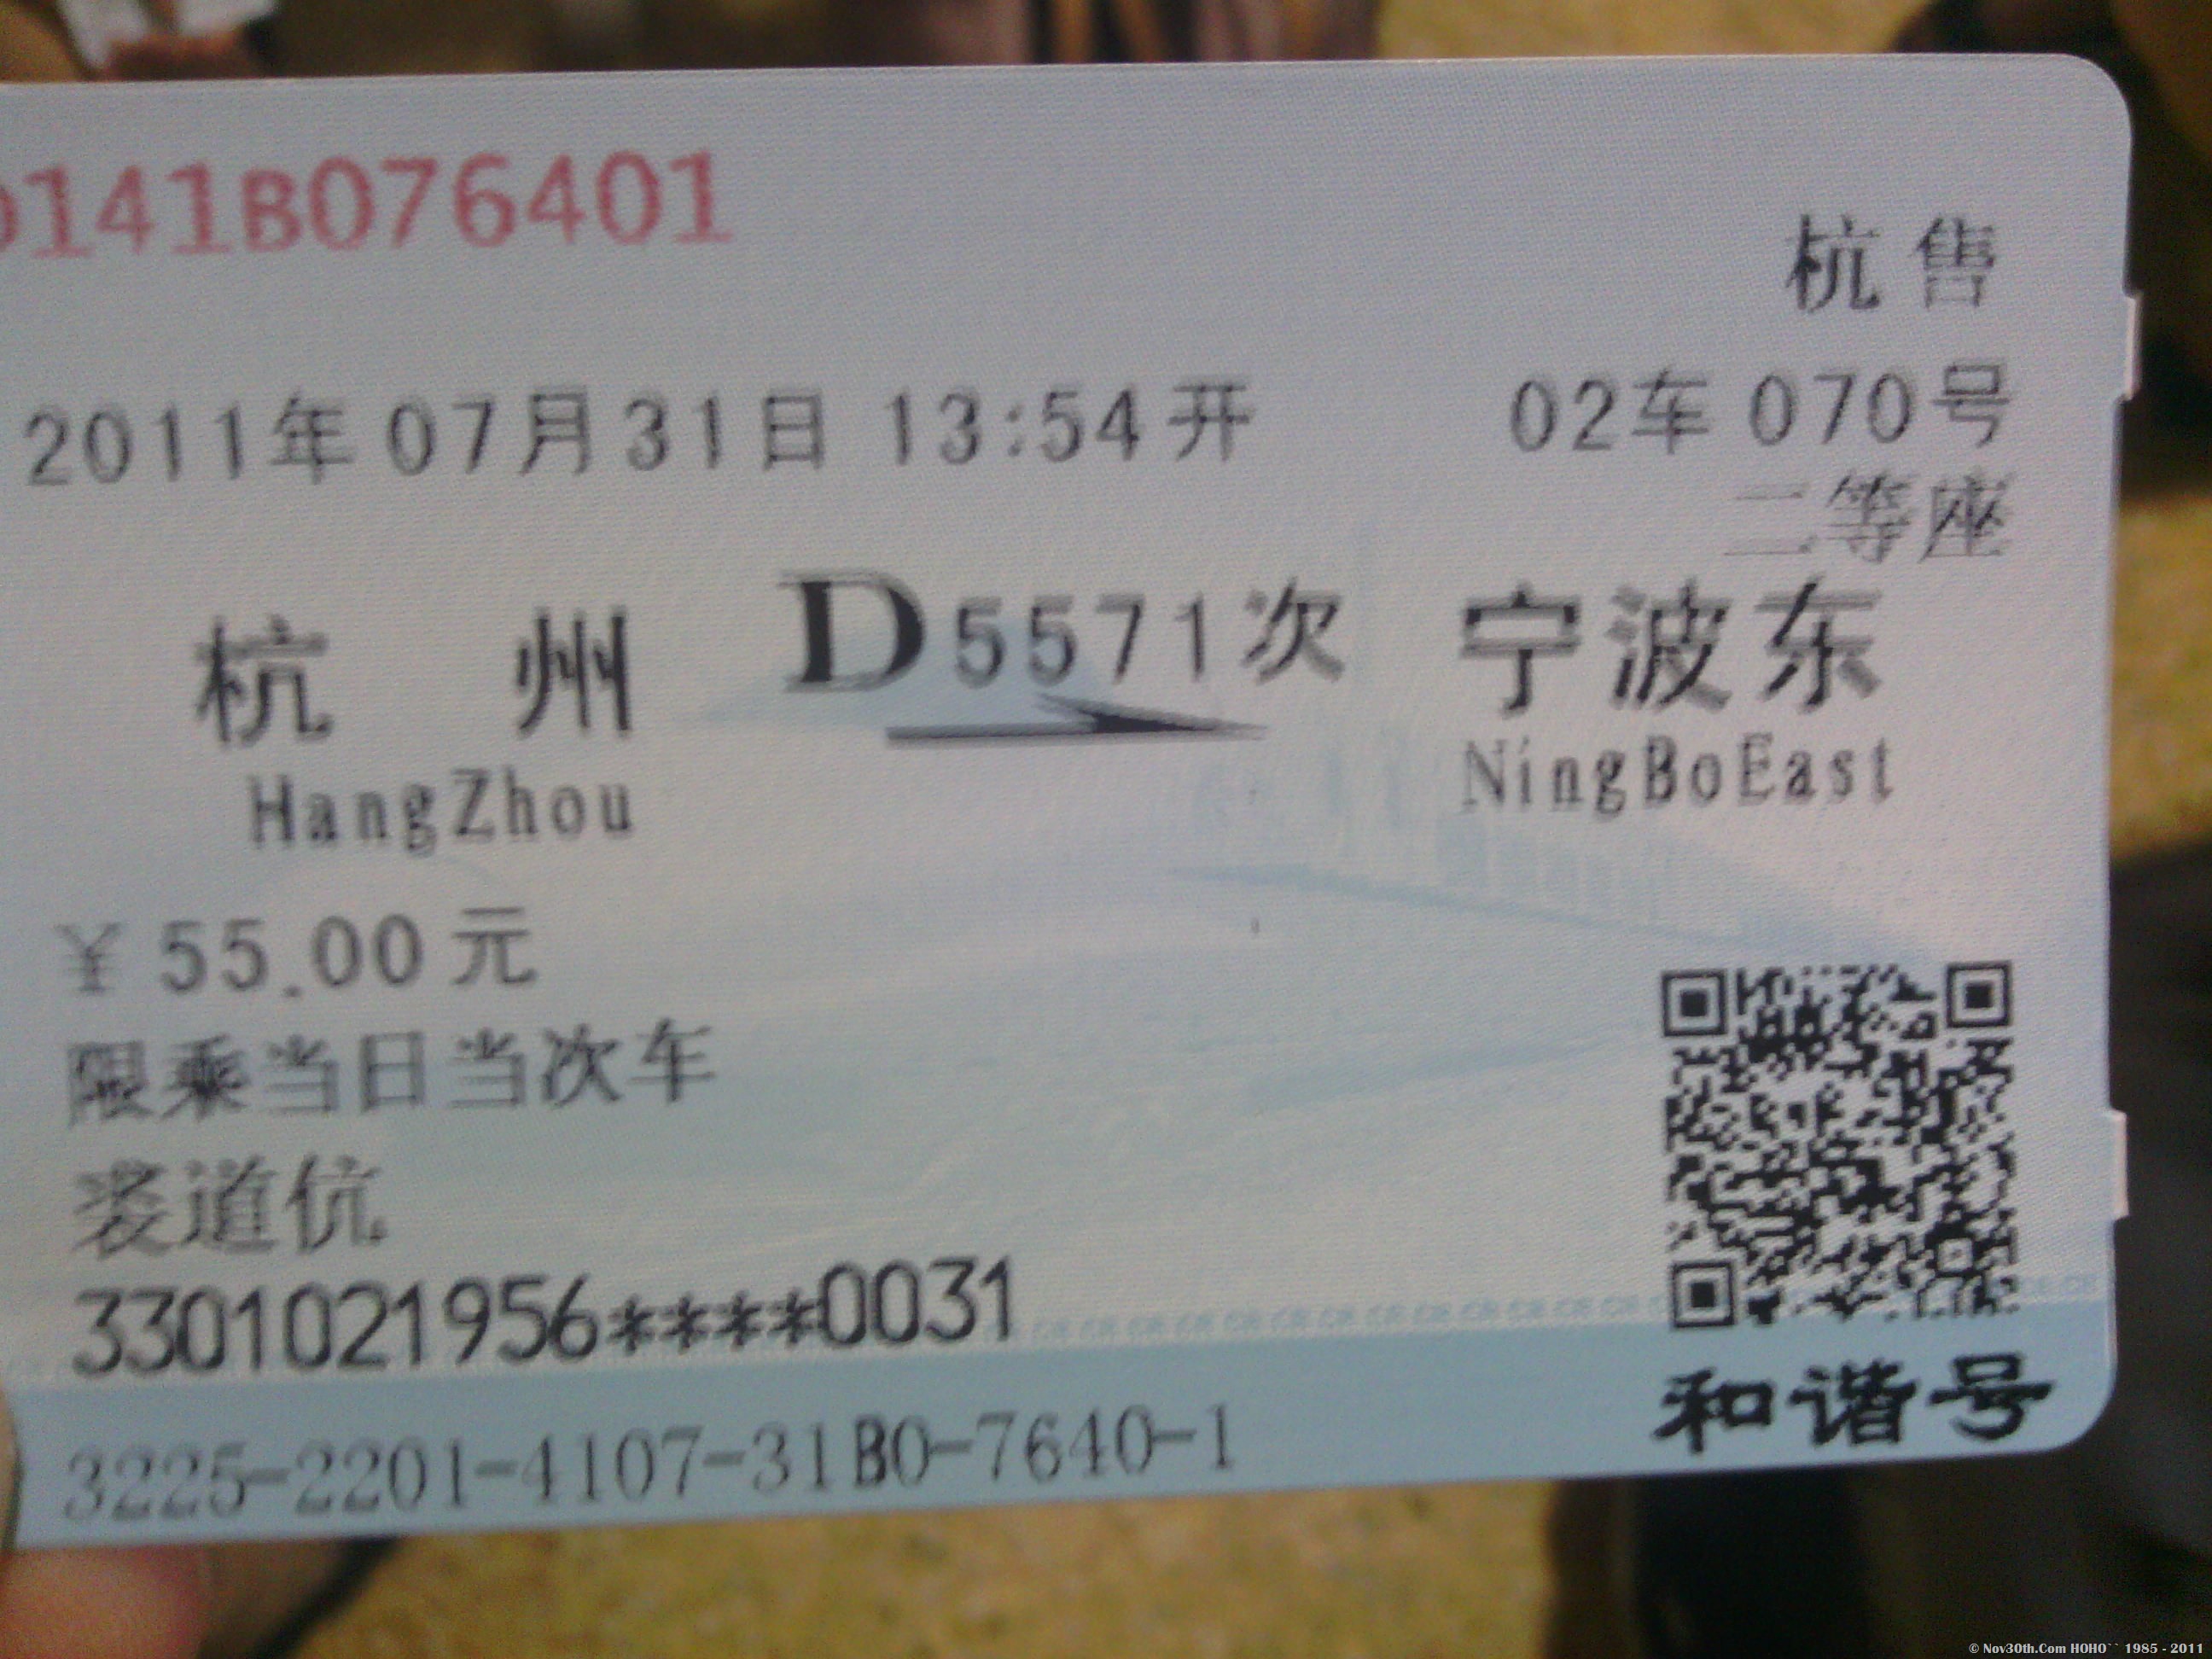 0141B076401
杭售
2011年07月31日 13:54开 02车 070号
二等座
杭州 D5571次 宁波东
HangZhou NingBoEast
￥55.00元
限乘当日当次车
裘道伉
3301021956****0031
3225-2201-4107-31B0-7640-1
和谐号
© Nov30th.Com HOHO`` 1985 - 2011